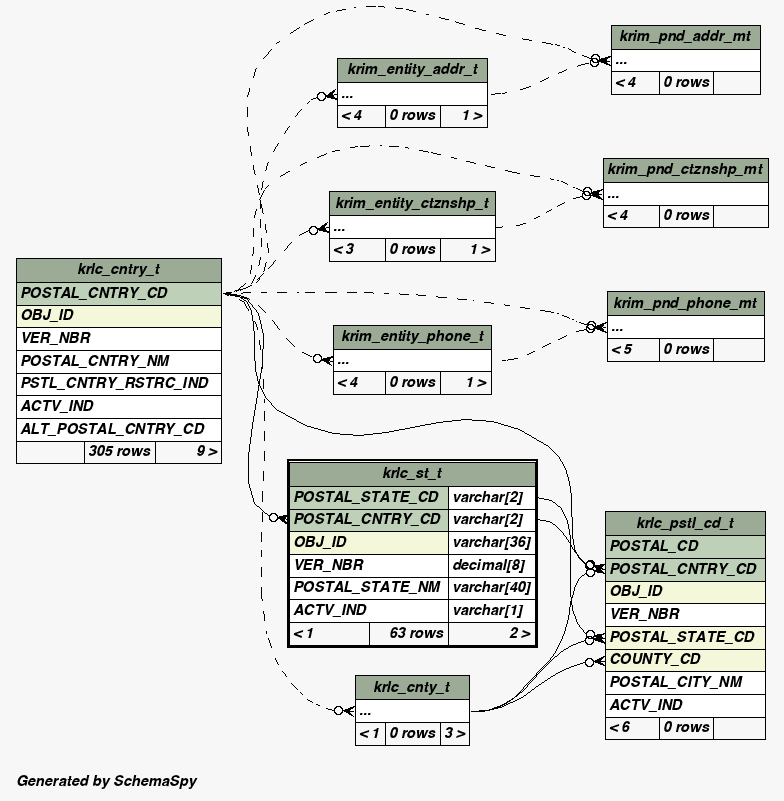 krim_pnd_addr_mt
...
< 4 0 rows
krim_entity_addr_t
...
< 4 0 rows 1 >
krim_pnd_ctznshp_mt
...
< 4 0 rows
krim_entity_ctznshp_t
...
< 3 0 rows 1 >
krlc_cntry_t
POSTAL_CNTRY_CD
OBJ_ID
VER_NBR
POSTAL_CNTRY_NM
PSTL_CNTRY_RSTRC_IND
ACTV_IND
ALT_POSTAL_CNTRY_CD
305 rows 9 >
krim_pnd_phone_mt
...
< 5 0 rows
krim_entity_phone_t
...
< 4 0 rows 1 >
krlc_st_t
POSTAL_STATE_CD varchar[2]
POSTAL_CNTRY_CD varchar[2]
OBJ_ID varchar[36]
VER_NBR decimal[8]
POSTAL_STATE_NM varchar[40]
ACTV_IND varchar[1]
< 1 63 rows 2 >
krlc_pstl_cd_t
POSTAL_CD
POSTAL_CNTRY_CD
OBJ_ID
VER_NBR
POSTAL_STATE_CD
COUNTY_CD
POSTAL_CITY_NM
ACTV_IND
< 6 0 rows
krlc_cnty_t
...
< 1 0 rows 3 >
Generated by SchemaSpy